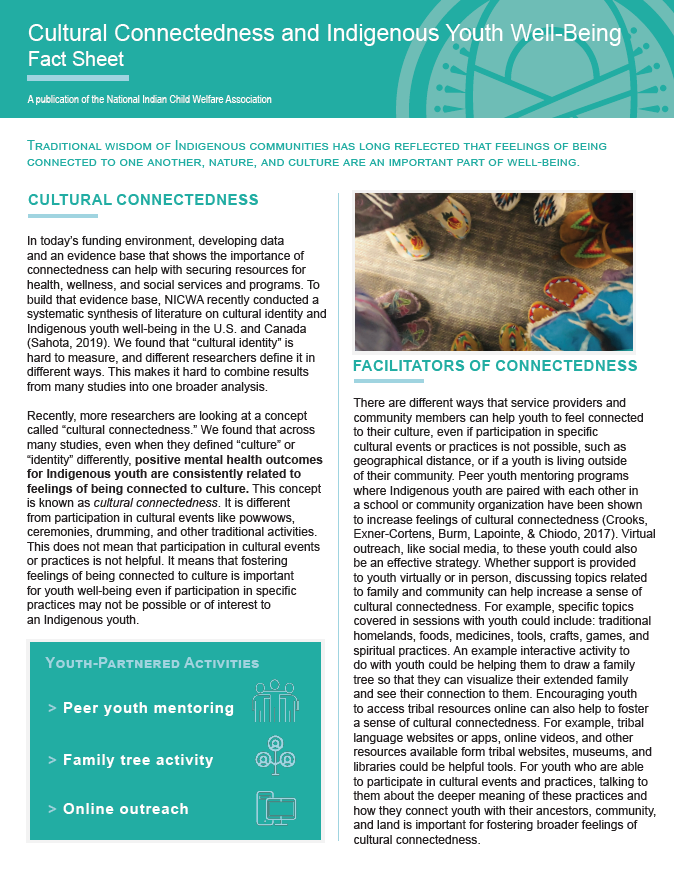 Cultural Connectedness and Indigenous Youth Well-Being
Fact Sheet
A publication of the National Indian Child Welfare Association
Traditional wisdom of Indigenous communities has long reflected that feelings of being
connected to one another, nature, and culture are an important part of well-being.
CULTURAL CONNECTEDNESS
In today’s funding environment, developing data
and an evidence base that shows the importance of
connectedness can help with securing resources for
health, wellness, and social services and programs. To
build that evidence base, NICWA recently conducted a
systematic synthesis of literature on cultural identity and
Indigenous youth well-being in the U.S. and Canada
(Sahota, 2019). We found that “cultural identity” is
hard to measure, and different researchers define it in
different ways. This makes it hard to combine results
from many studies into one broader analysis.
Recently, more researchers are looking at a concept
called “cultural connectedness.” We found that across
many studies, even when they defined “culture” or
“identity” differently, positive mental health outcomes
for Indigenous youth are consistently related to
feelings of being connected to culture. This concept
is known as cultural connectedness. It is different
from participation in cultural events like powwows,
ceremonies, drumming, and other traditional activities.
This does not mean that participation in cultural events
or practices is not helpful. It means that fostering
feelings of being connected to culture is important
for youth well-being even if participation in specific
practices may not be possible or of interest to
an Indigenous youth.
Youth-Partnered Activities
> Peer youth mentoring
> Family tree activity
> Online outreach
FACILITATORS OF CONNECTEDNESS
There are different ways that service providers and
community members can help youth to feel connected
to their culture, even if participation in specific
cultural events or practices is not possible, such as
geographical distance, or if a youth is living outside
of their community. Peer youth mentoring programs
where Indigenous youth are paired with each other in
a school or community organization have been shown
to increase feelings of cultural connectedness (Crooks,
Exner-Cortens, Burm, Lapointe, & Chiodo, 2017). Virtual
outreach, like social media, to these youth could also
be an effective strategy. Whether support is provided
to youth virtually or in person, discussing topics related
to family and community can help increase a sense of
cultural connectedness. For example, specific topics
covered in sessions with youth could include: traditional
homelands, foods, medicines, tools, crafts, games, and
spiritual practices. An example interactive activity to
do with youth could be helping them to draw a family
tree so that they can visualize their extended family
and see their connection to them. Encouraging youth
to access tribal resources online can also help to foster
a sense of cultural connectedness. For example, tribal
language websites or apps, online videos, and other
resources available form tribal websites, museums, and
libraries could be helpful tools. For youth who are able
to participate in cultural events and practices, talking to
them about the deeper meaning of these practices and
how they connect youth with their ancestors, community,
and land is important for fostering broader feelings of
cultural connectedness.